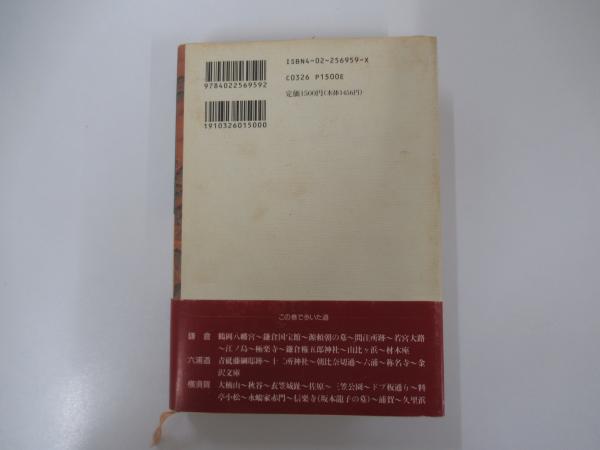 ISBN4-02-256959-X
C0326 P1500E
定価1500円(本体1456円)
9784022569592
1910326015000
この巻で歩いた道
鎌倉 鶴岡八幡宮〜鎌倉国宝館〜源頼朝の墓〜問注所跡〜若宮大路
〜江ノ島〜極楽寺〜鎌倉権五郎神社〜由比ヶ浜〜材木座
六浦道 青砥藤綱邸跡〜十二所神社〜朝比奈切通〜六浦〜称名寺〜金
沢文庫
横須賀 大楠山〜秋谷〜衣笠城趾〜佐原〜三笠公園〜ドブ板通り〜料
亭小松〜永嶋家赤門〜信楽寺(坂本龍子の墓)〜浦賀〜久里浜